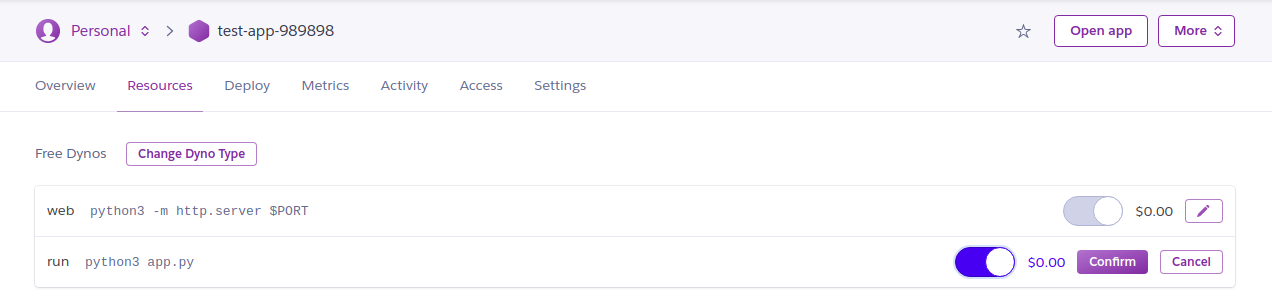 Personal test-app-989898 Open app More
Overview Resources Deploy Metrics Activity Access Settings
Free Dynos Change Dyno Type
web python3 -m http.server $PORT $0.00
run python3 app.py $0.00 Confirm Cancel